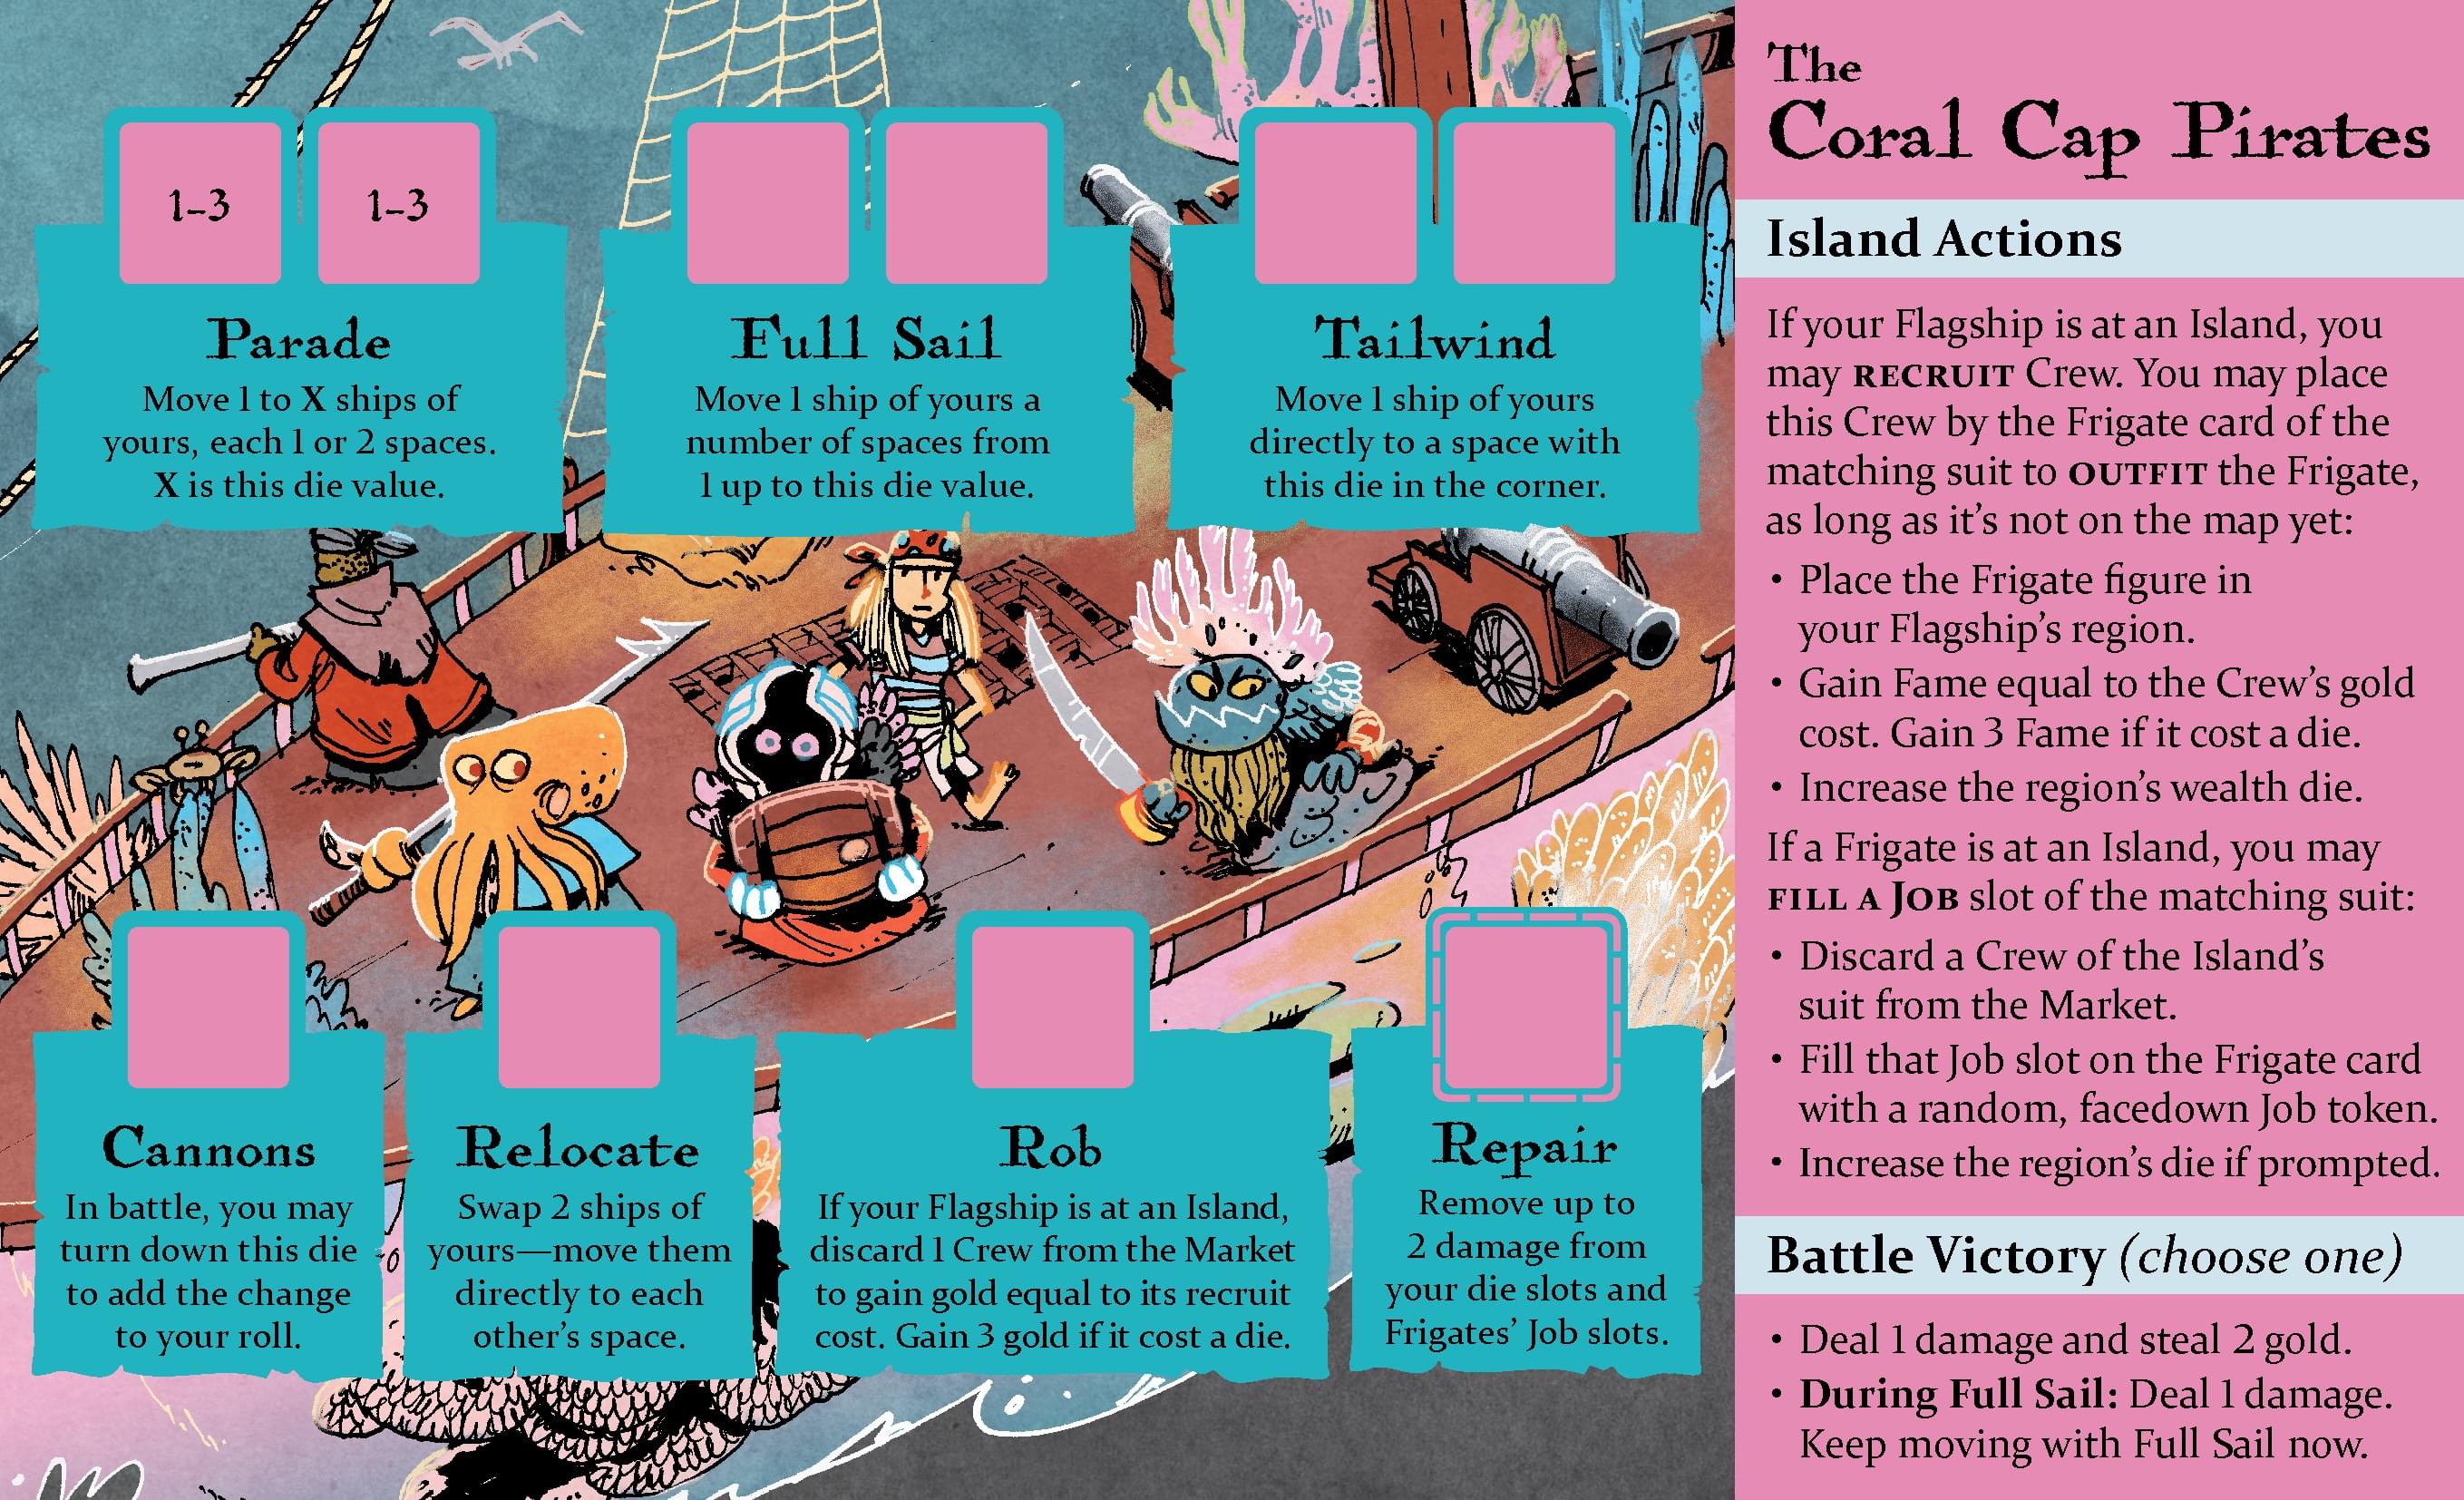 1–3
1–3
Parade
Move 1 to X ships of
yours, each 1 or 2 spaces.
X is this die value.
Full Sail
Move 1 ship of yours a
number of spaces from
1 up to this die value.
Tailwind
Move 1 ship of yours
directly to a space with
this die in the corner.
Cannons
In battle, you may
turn down this die
to add the change
to your roll.
Relocate
Swap 2 ships of
yours—move them
directly to each
other’s space.
Rob
If your Flagship is at an Island,
discard 1 Crew from the Market
to gain gold equal to its recruit
cost. Gain 3 gold if it cost a die.
Repair
Remove up to
2 damage from
your die slots and
Frigates’ Job slots.
The
Coral Cap Pirates
Island Actions
If your Flagship is at an Island, you
may RECRUIT Crew. You may place
this Crew by the Frigate card of the
matching suit to OUTFIT the Frigate,
as long as it’s not on the map yet:
• Place the Frigate figure in
your Flagship’s region.
• Gain Fame equal to the Crew’s gold
cost. Gain 3 Fame if it cost a die.
• Increase the region’s wealth die.
If a Frigate is at an Island, you may
FILL A JOB slot of the matching suit:
• Discard a Crew of the Island’s
suit from the Market.
• Fill that Job slot on the Frigate card
with a random, facedown Job token.
• Increase the region’s die if prompted.
Battle Victory (choose one)
• Deal 1 damage and steal 2 gold.
• During Full Sail: Deal 1 damage.
Keep moving with Full Sail now.